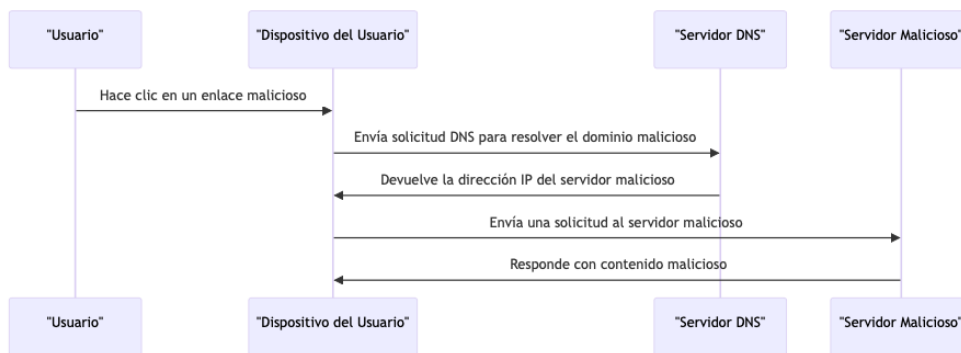 "Usuario"
"Dispositivo del Usuario"
"Servidor DNS"
"Servidor Malicioso"
Hace clic en un enlace malicioso
Envía solicitud DNS para resolver el dominio malicioso
Devuelve la dirección IP del servidor malicioso
Envía una solicitud al servidor malicioso
Responde con contenido malicioso
"Usuario"
"Dispositivo del Usuario"
"Servidor DNS"
"Servidor Malicioso"